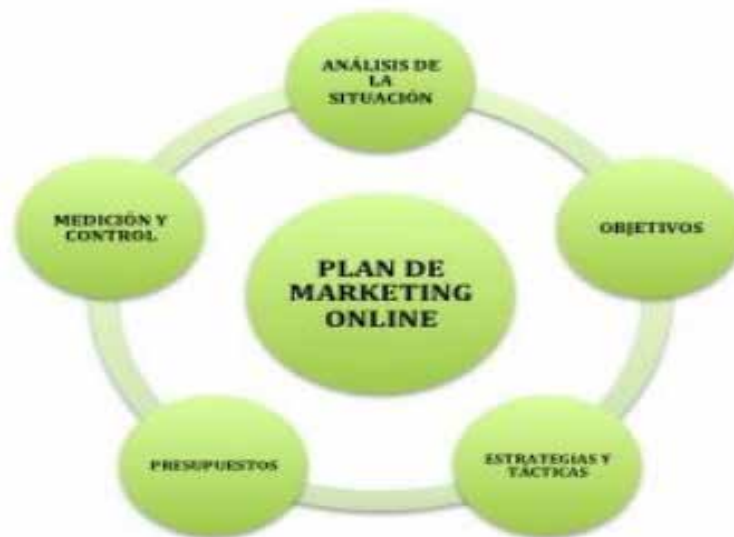 ANÁLISIS DE
LA
SITUACIÓN
MEDICIÓN Y
CONTROL
OBJETIVOS
PLAN DE
MARKETING
ONLINE
PRESUPUESTOS
ESTRATEGIAS Y
TÁCTICAS